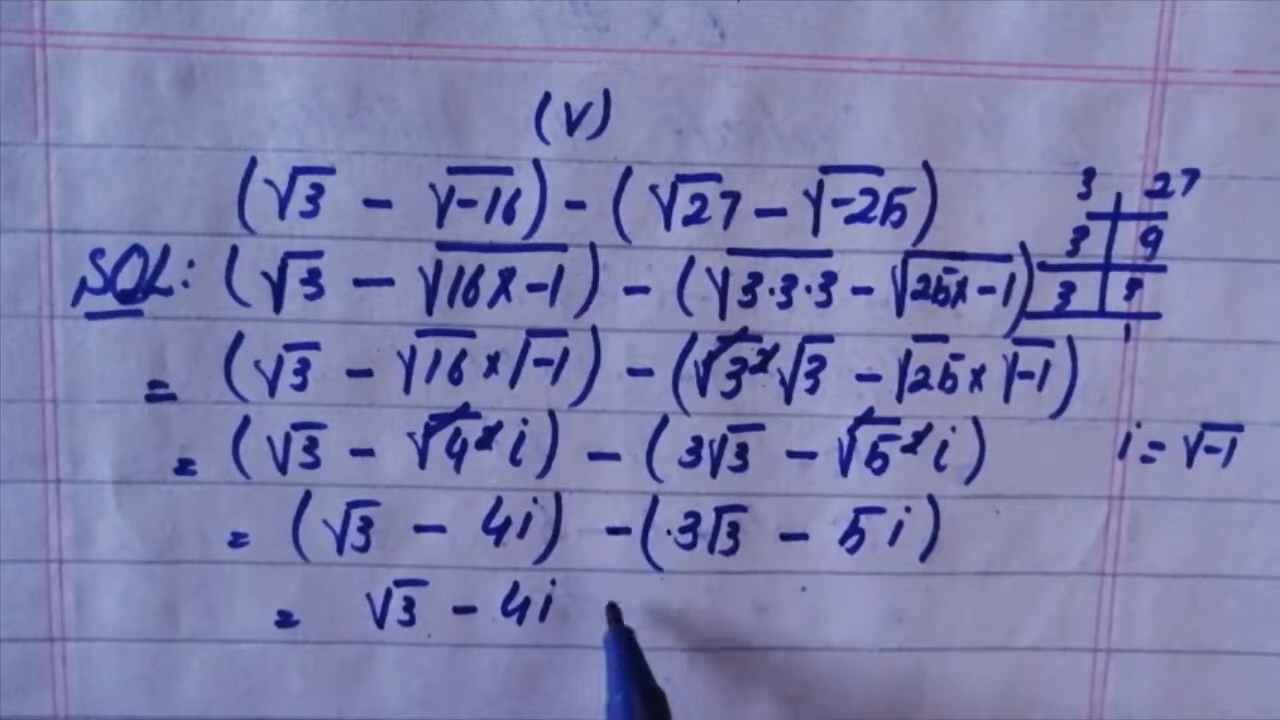 (V)
(√3 - √-16) - (√27 - √-25)
SOL: (√3 - √16×-1) - (√3·3·3 - √25×-1)
= (√3 - √16 × √-1) - (√3² √3 - √25 × √-1)
= (√3 - √4² i) - (3√3 - √5² i)
= (√3 - 4i) - (3√3 - 5i)
= √3 - 4i
3 | 27
3 | 9
3 | 3
1
i = √-1